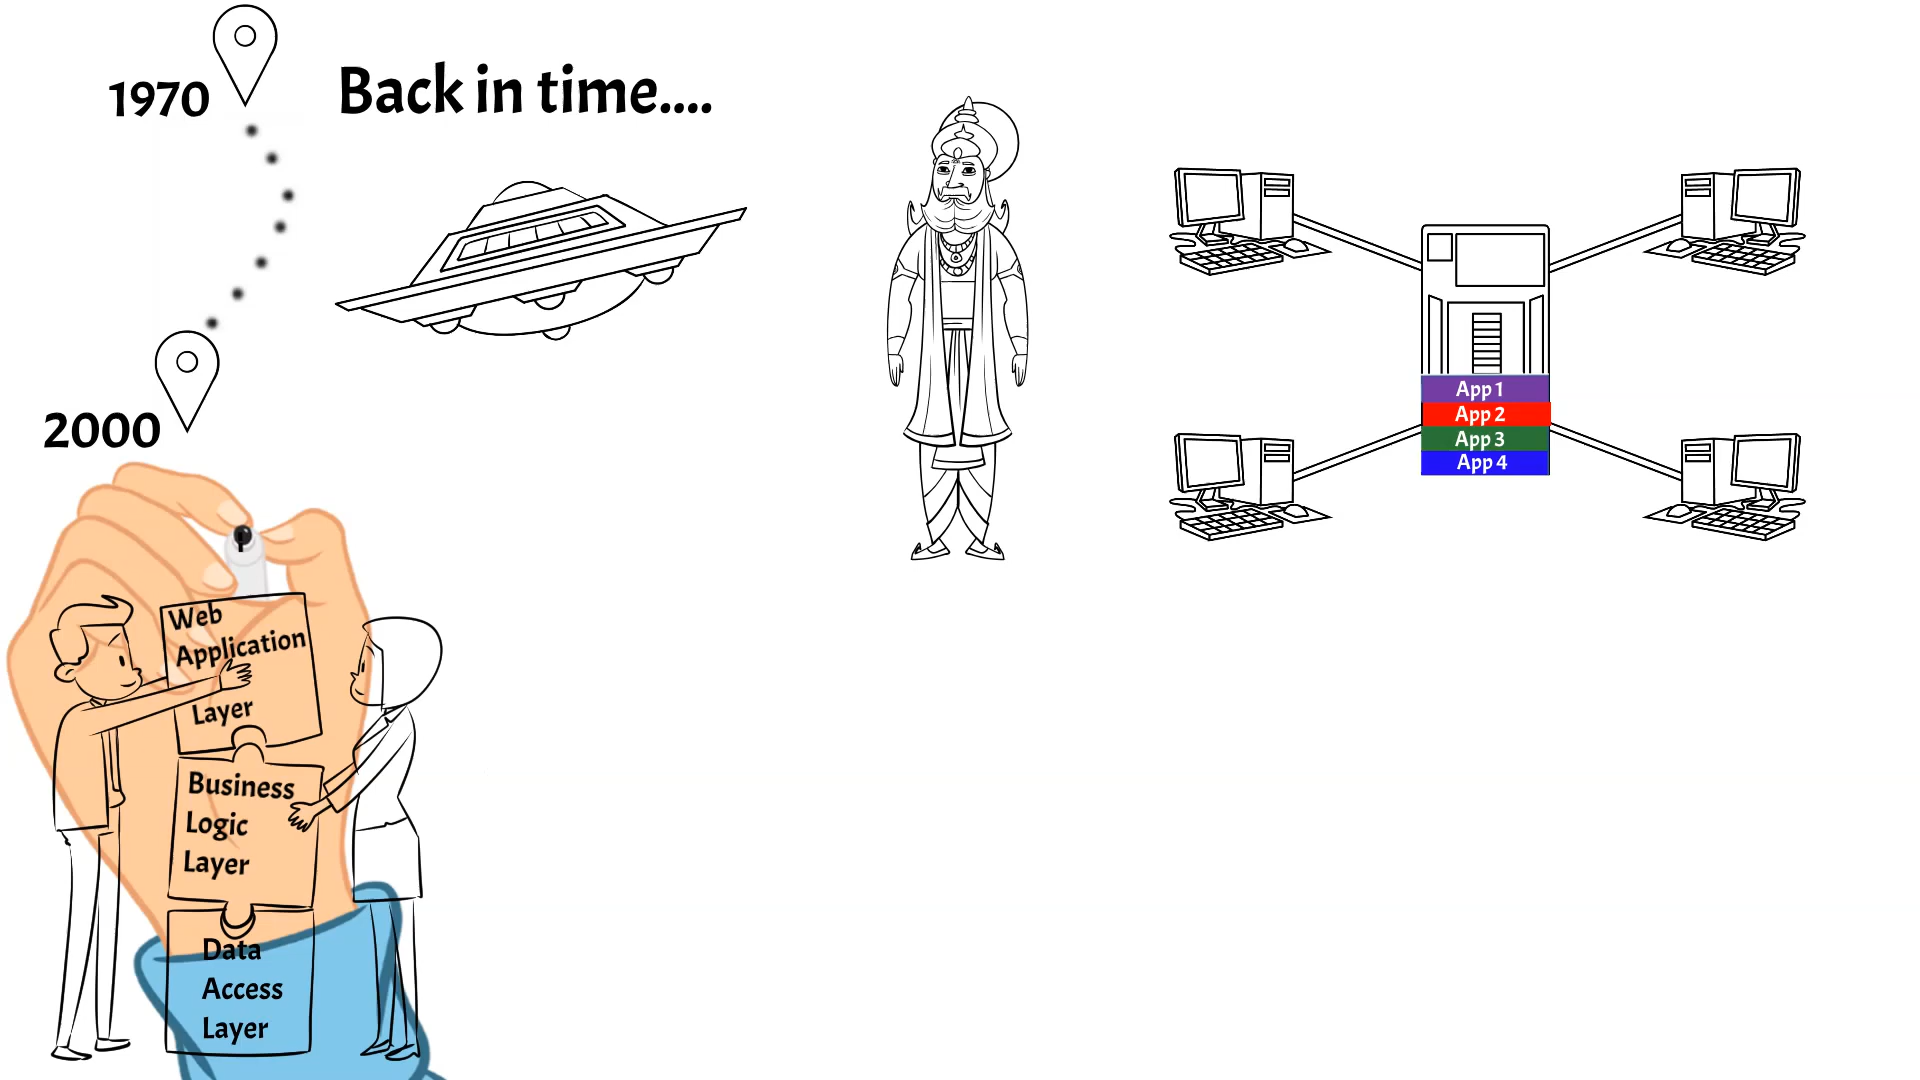 1970
Back in time....
2000
App 1
App 2
App 3
App 4
Web
Application
Layer
Business
Logic
Layer
Data
Access
Layer